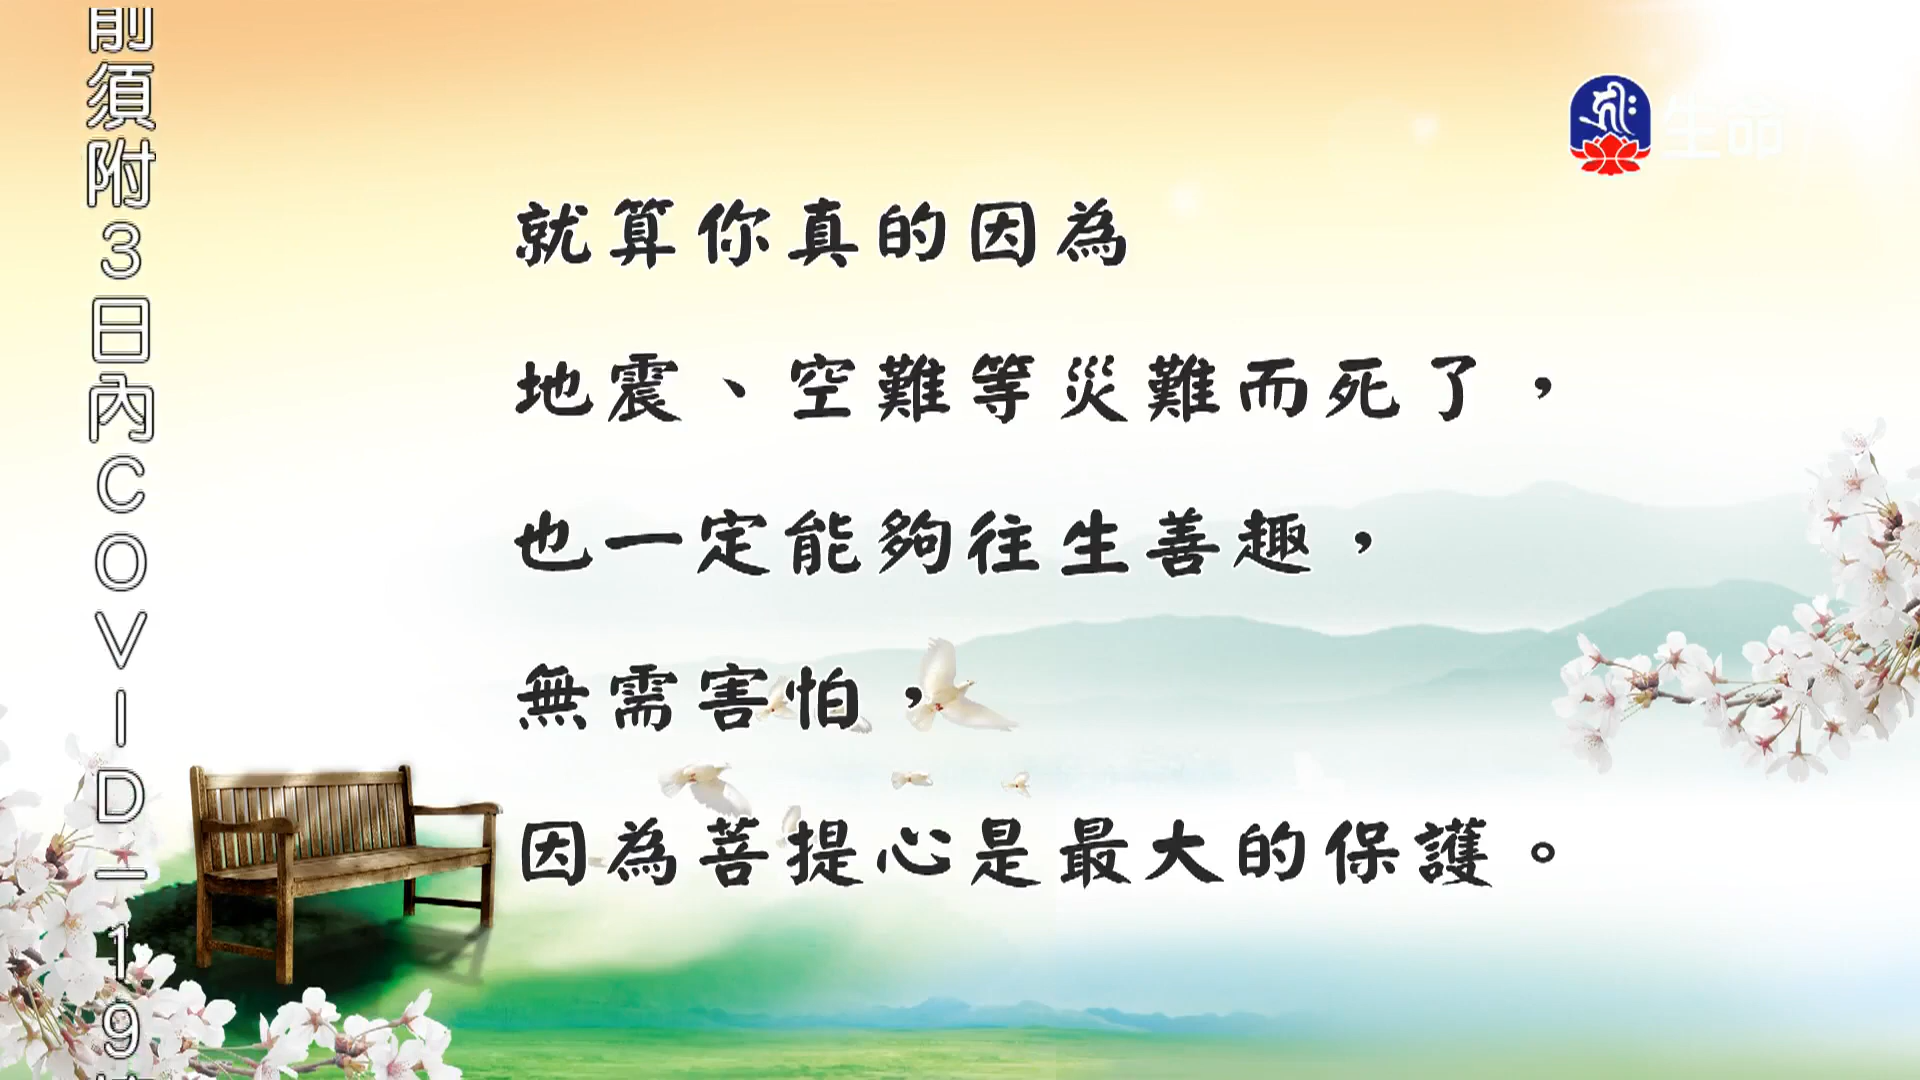 前須附3日內COVID－19
生命
就算你真的因為
地震、空難等災難而死了，
也一定能夠往生善趣，
無需害怕，
因為菩提心是最大的保護。